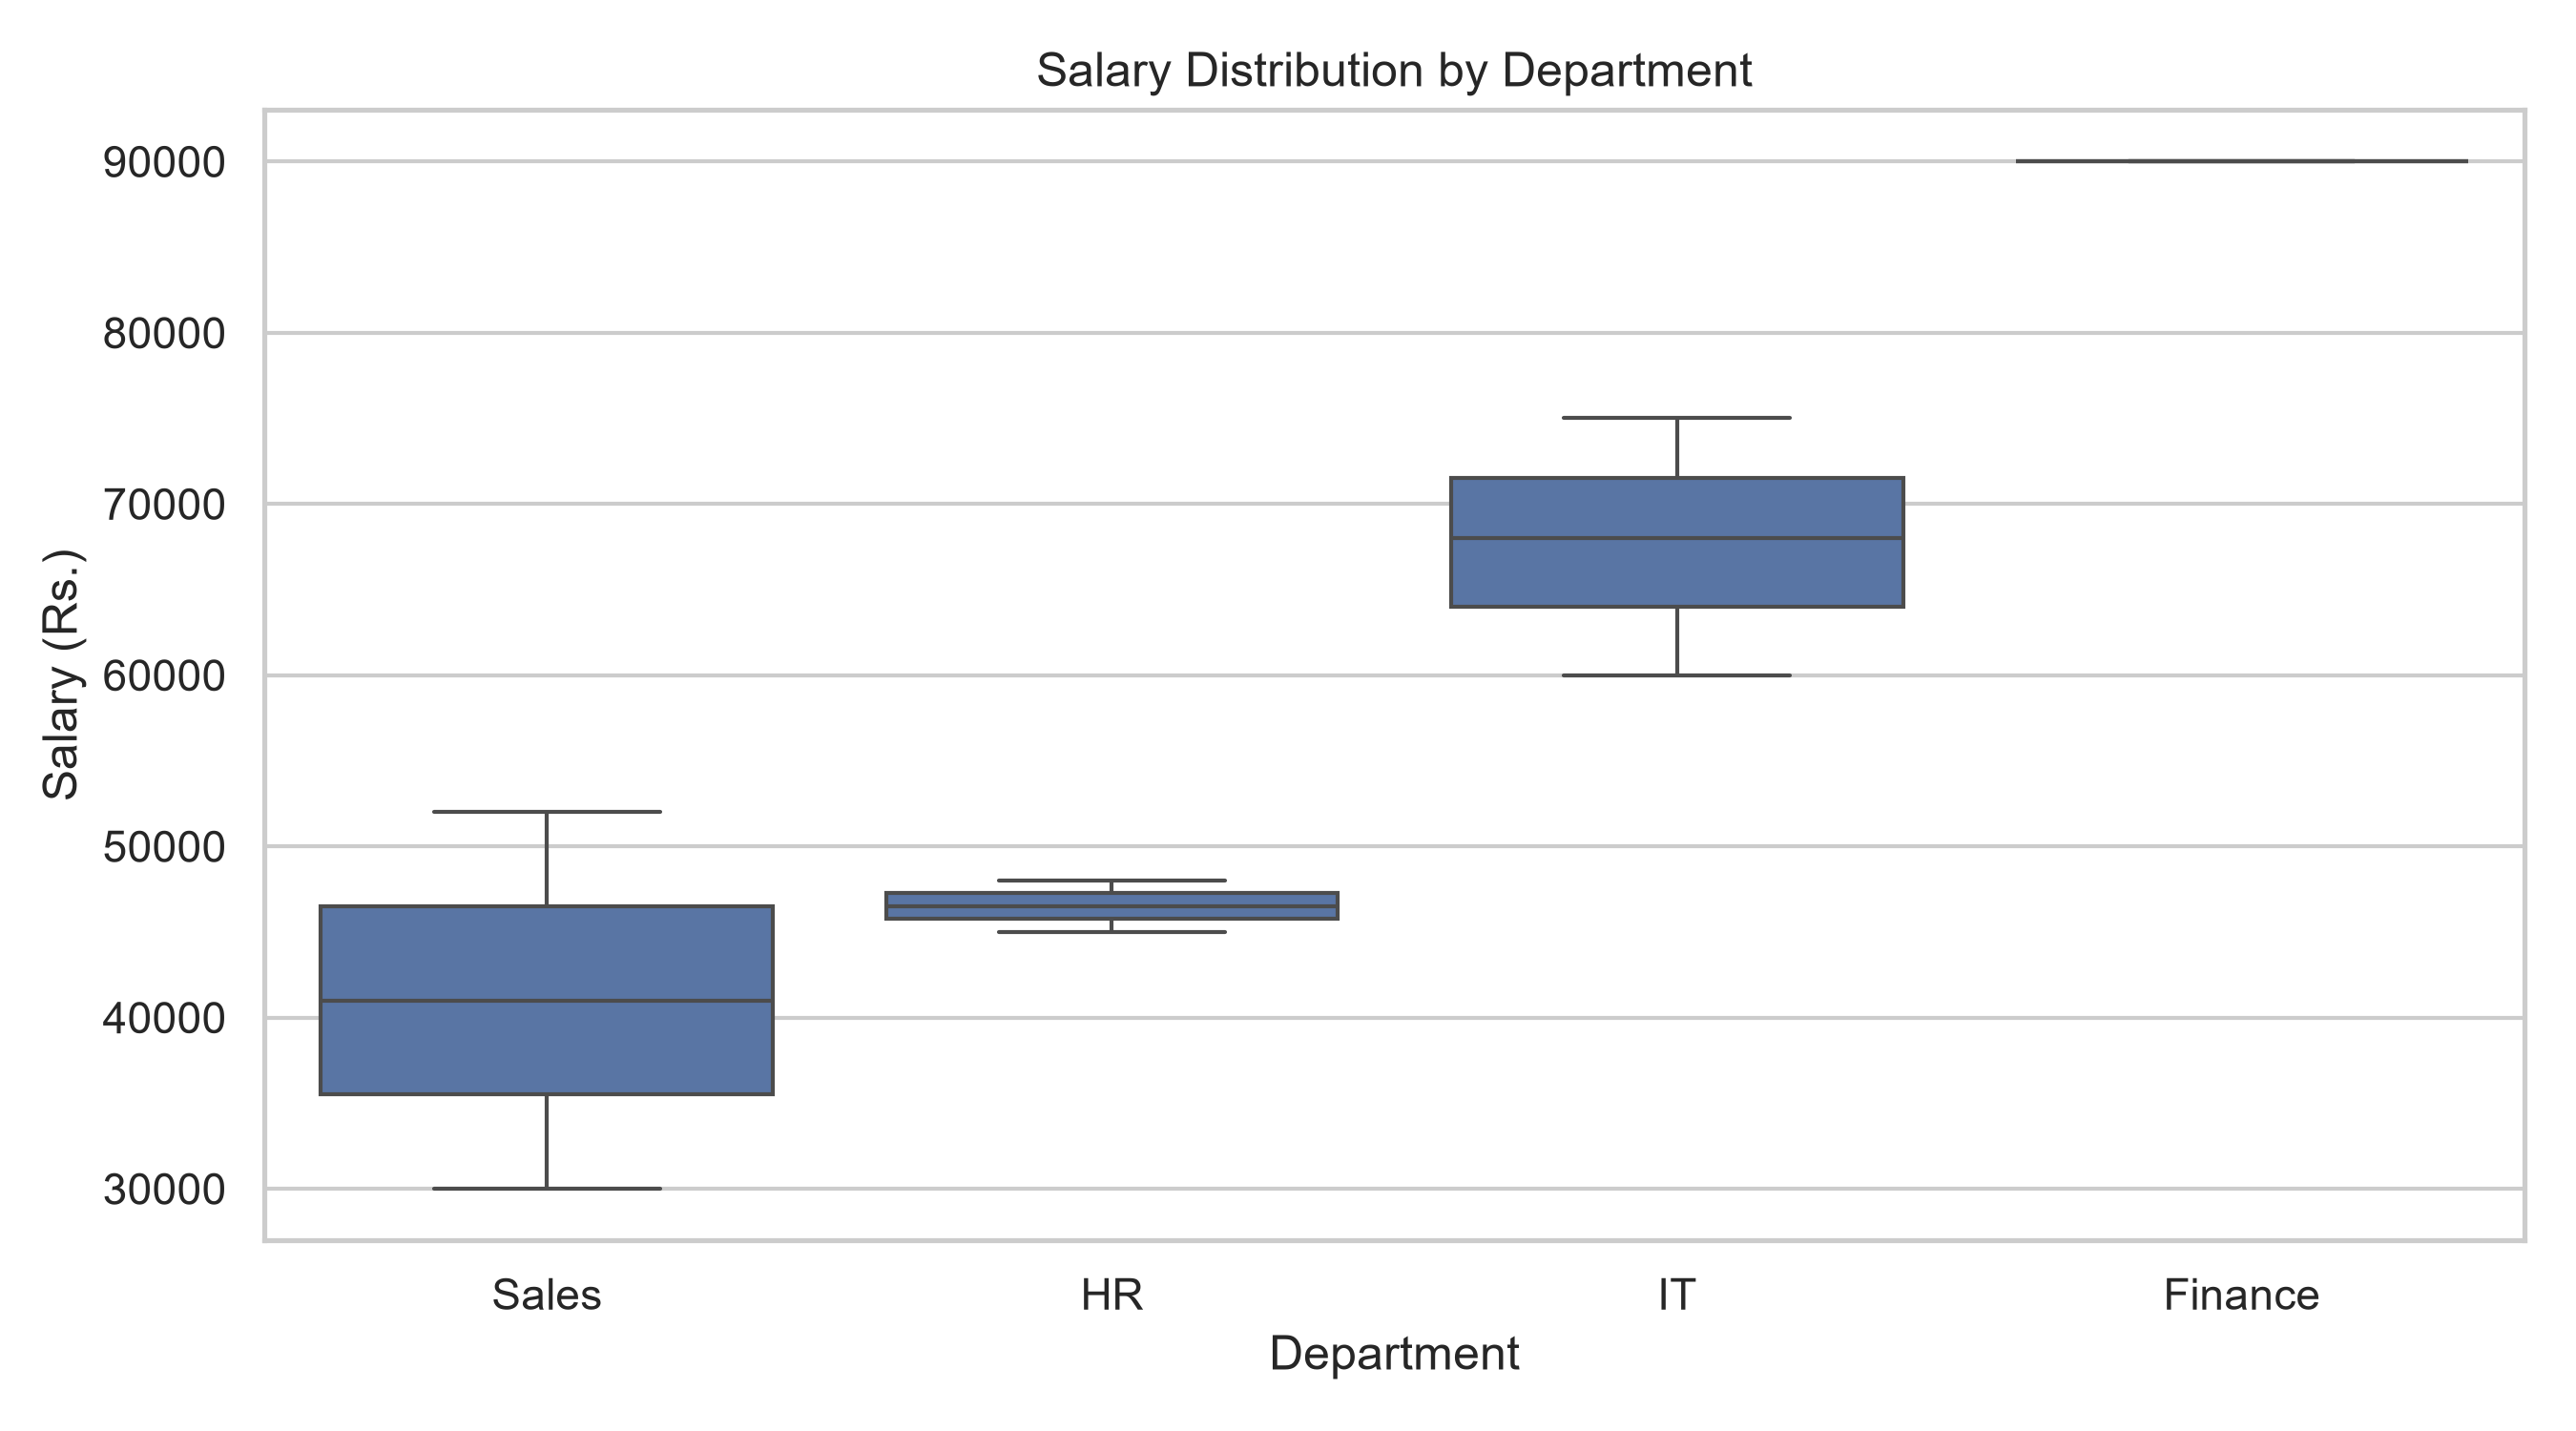 Salary Distribution by Department
90000
80000
70000
60000
50000
40000
30000
Salary (Rs.)
Sales HR IT Finance
Department